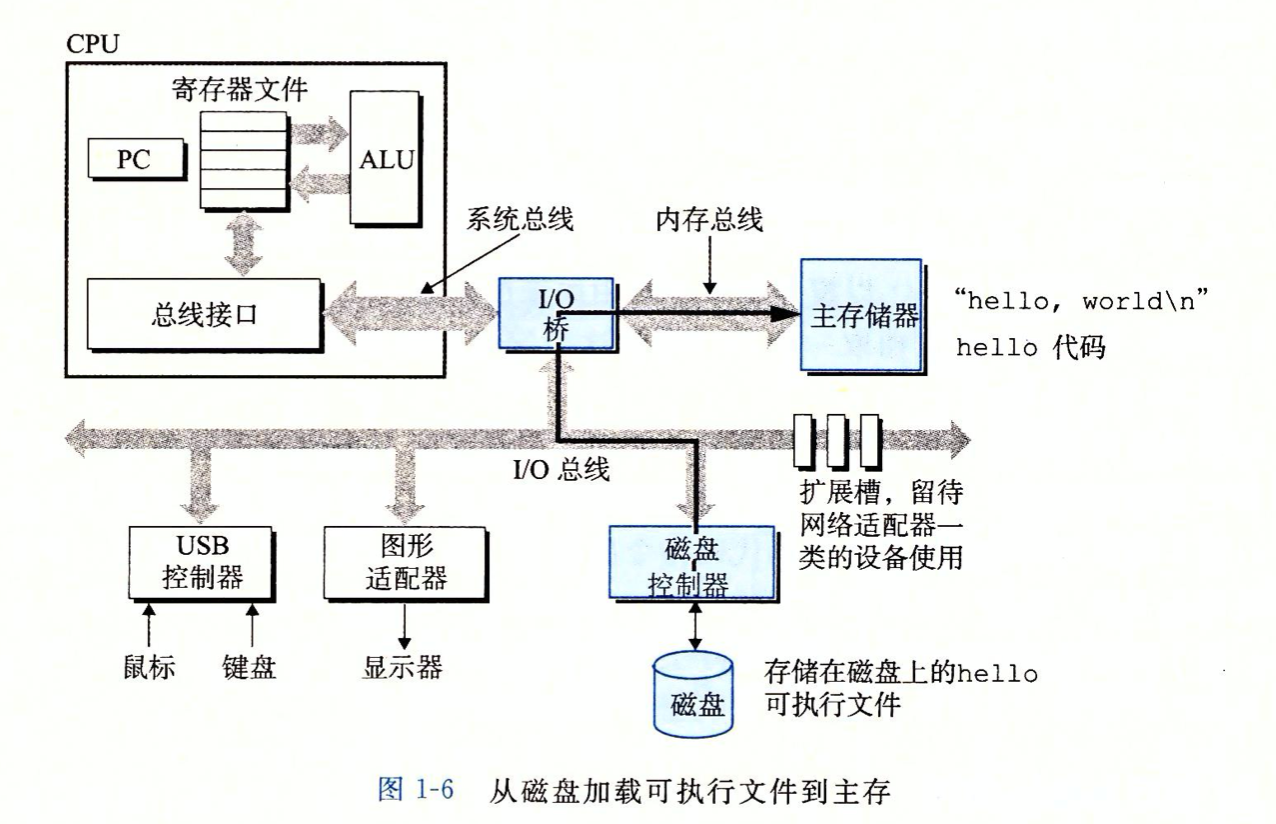 CPU
寄存器文件
PC
ALU
系统总线
内存总线
总线接口
I/O
桥
主存储器
“hello, world\n”
hello 代码
I/O 总线
扩展槽，留待
网络适配器一
类的设备使用
USB
控制器
图形
适配器
磁盘
控制器
鼠标
键盘
显示器
磁盘
存储在磁盘上的hello
可执行文件
图 1-6 从磁盘加载可执行文件到主存